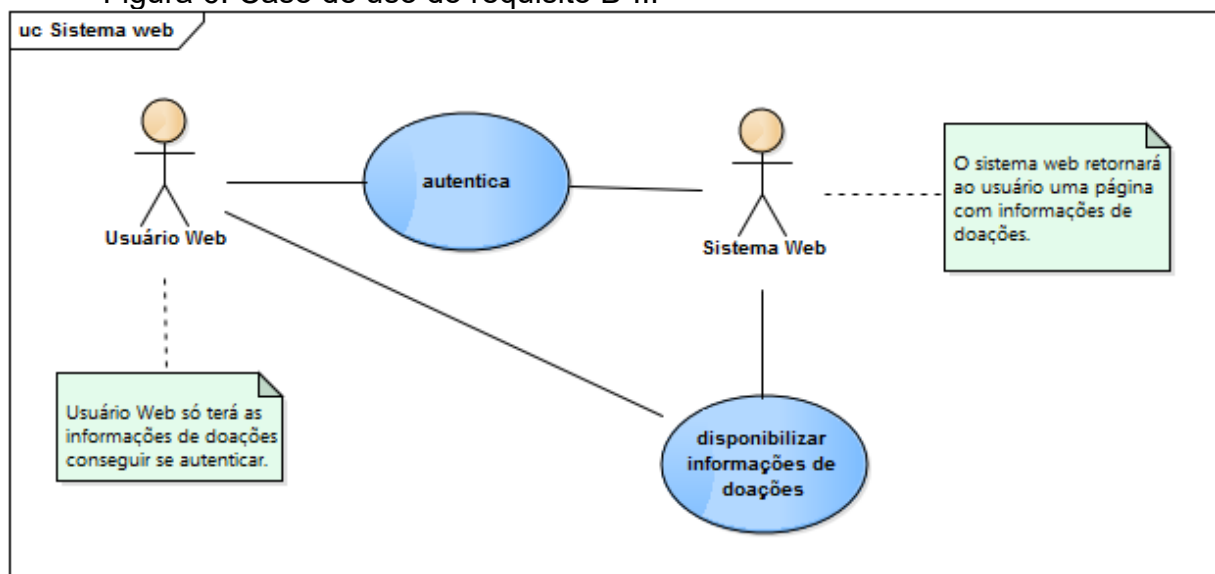 uc Sistema web
autentica
Usuário Web
Sistema Web
O sistema web retornará
ao usuário uma página
com informações de
doações.
Usuário Web só terá as
informações de doações
conseguir se autenticar.
disponibilizar
informações de
doações